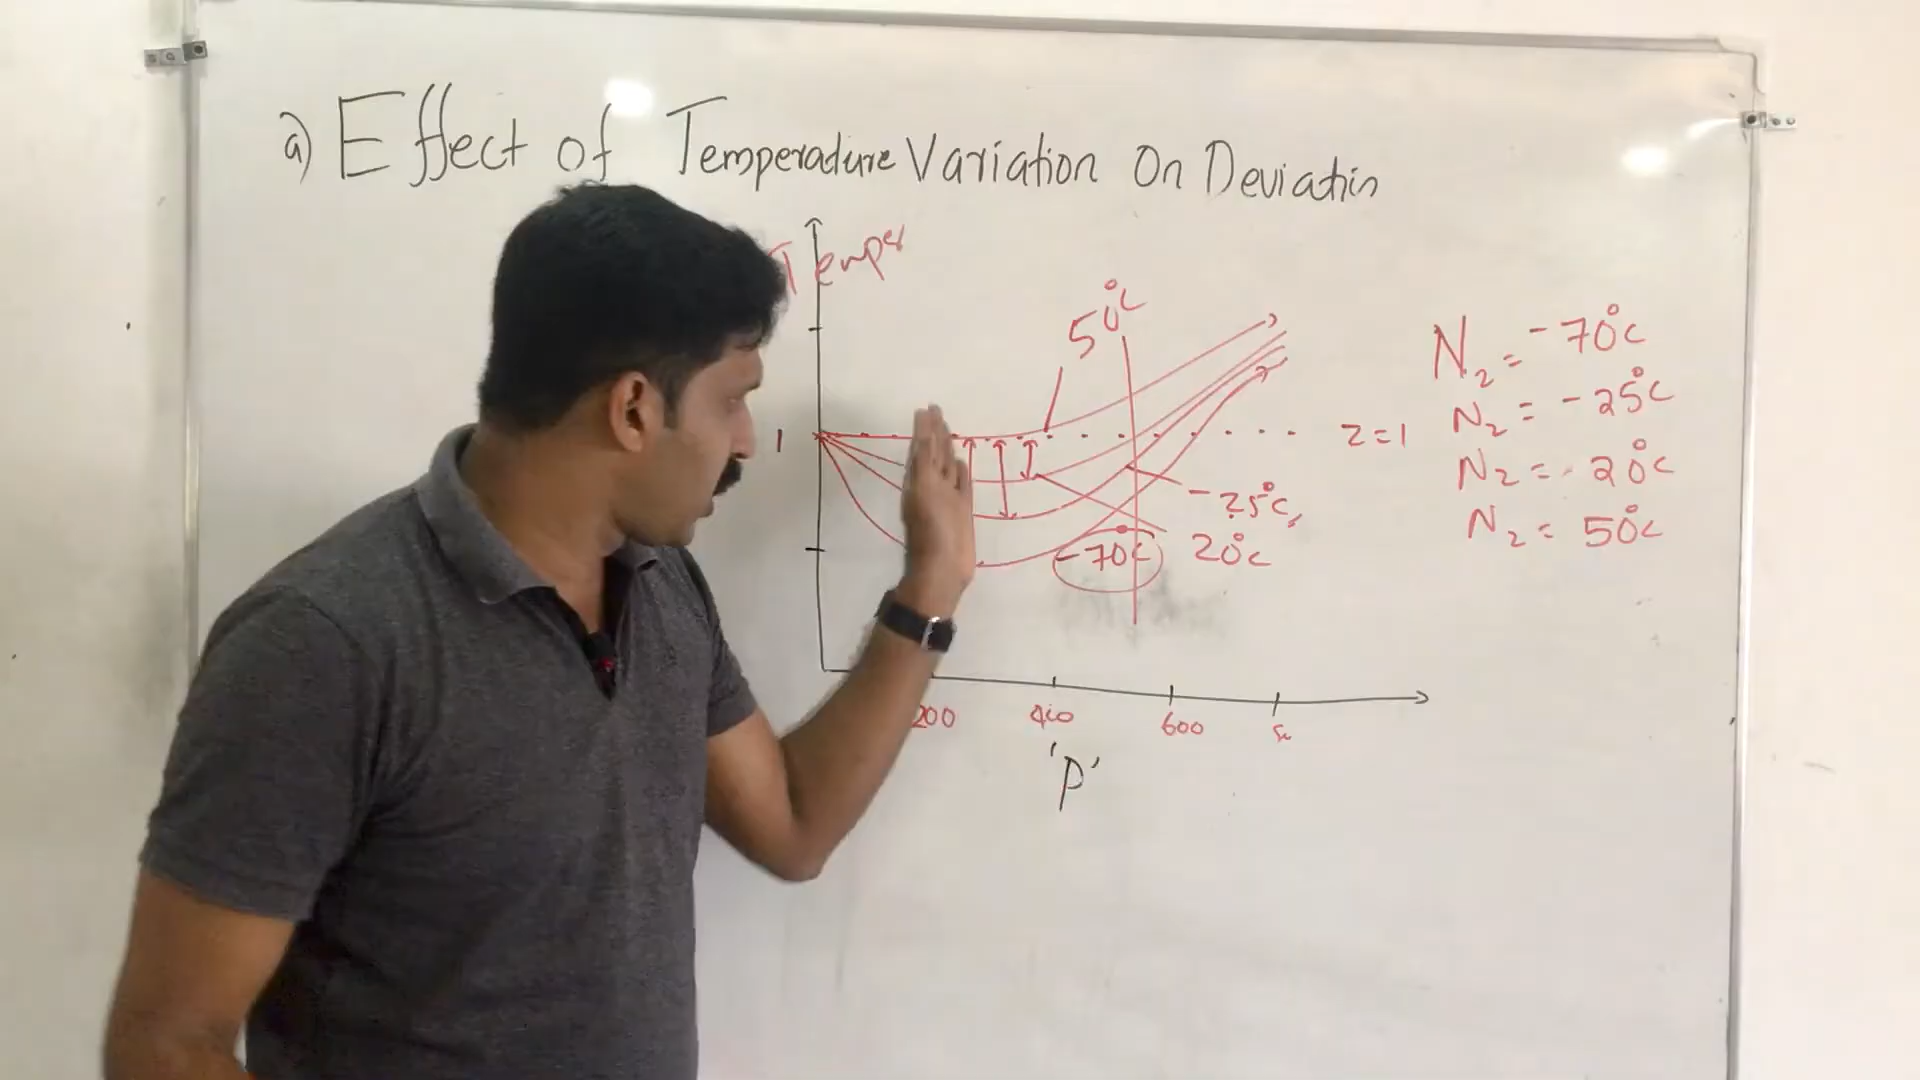 a) Effect of Temperature Variation On Deviatin
Temper
50°C
1
Z=1
-25°C,
-70C
20°C
200
400
600
'P'
N₂ = -70°C
N₂ = -25°C
N₂ = 20°C
N₂ = 50°C